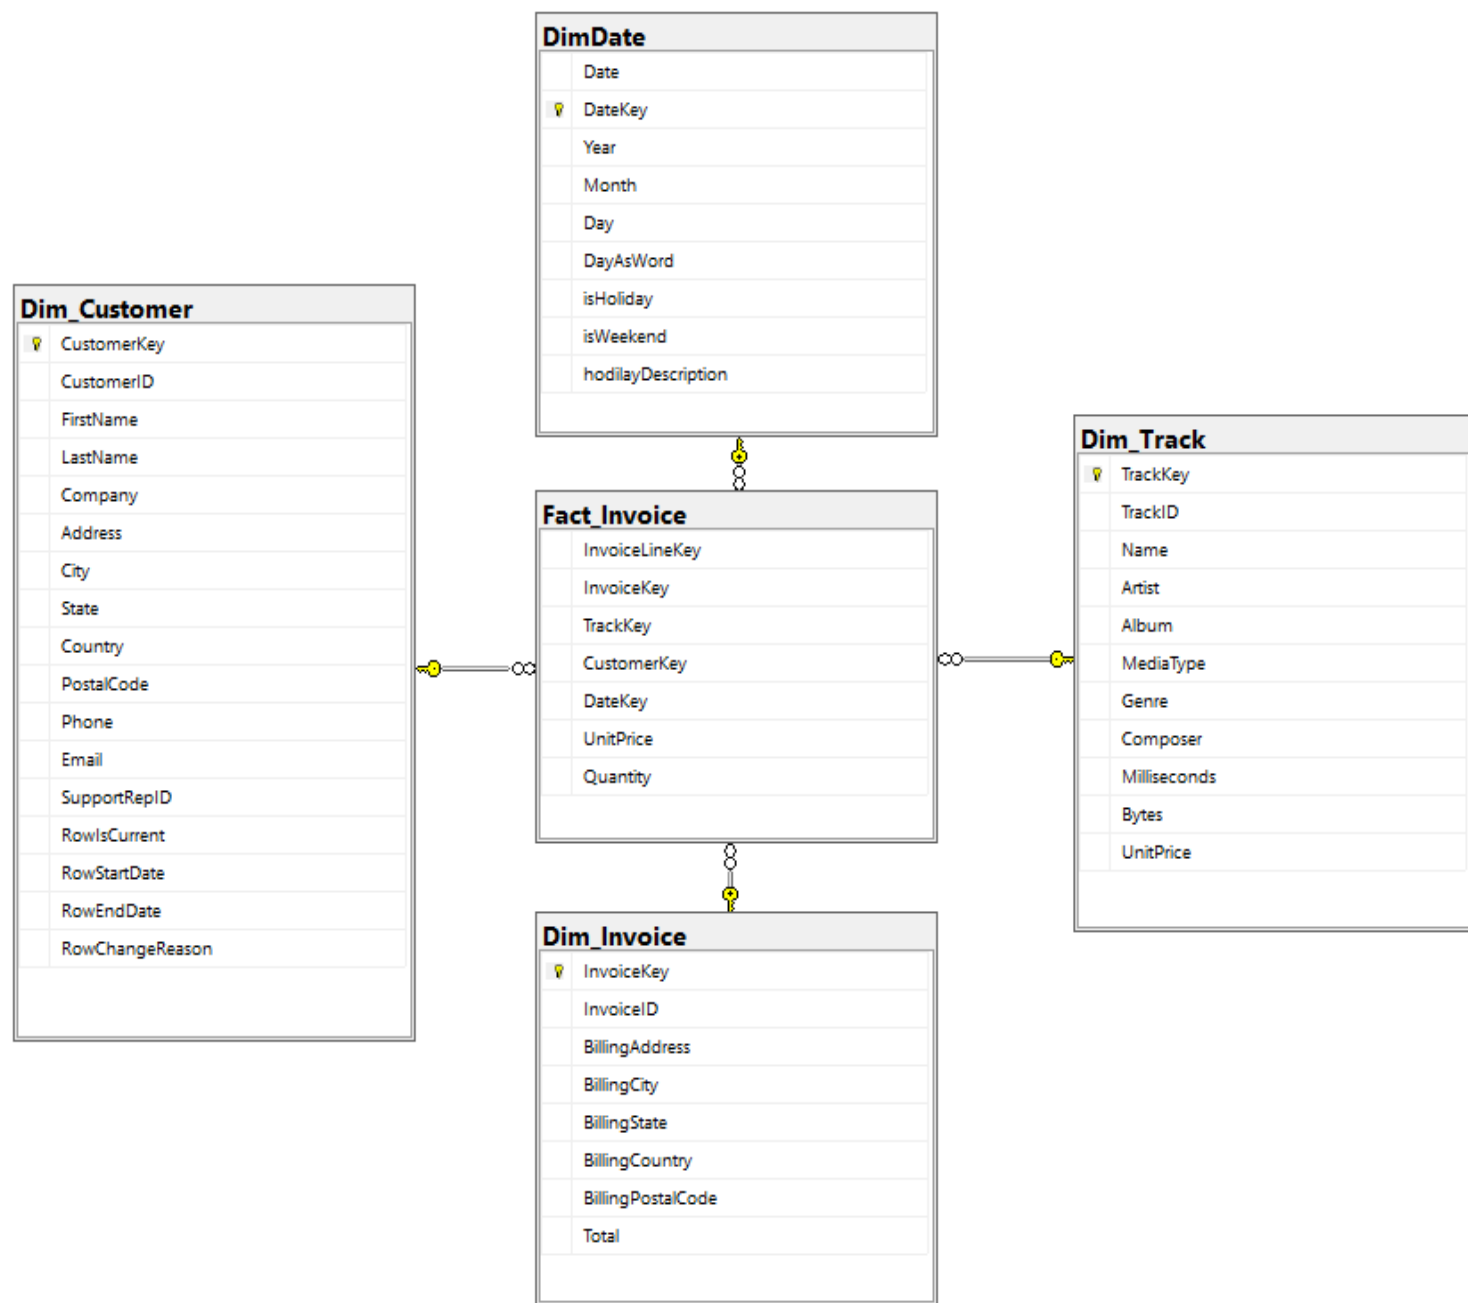 DimDate
Date
DateKey
Year
Month
Day
DayAsWord
isHoliday
isWeekend
hodilayDescription
Dim_Customer
CustomerKey
CustomerID
FirstName
LastName
Company
Address
City
State
Country
PostalCode
Phone
Email
SupportRepID
RowIsCurrent
RowStartDate
RowEndDate
RowChangeReason
Fact_Invoice
InvoiceLineKey
InvoiceKey
TrackKey
CustomerKey
DateKey
UnitPrice
Quantity
Dim_Track
TrackKey
TrackID
Name
Artist
Album
MediaType
Genre
Composer
Milliseconds
Bytes
UnitPrice
Dim_Invoice
InvoiceKey
InvoiceID
BillingAddress
BillingCity
BillingState
BillingCountry
BillingPostalCode
Total